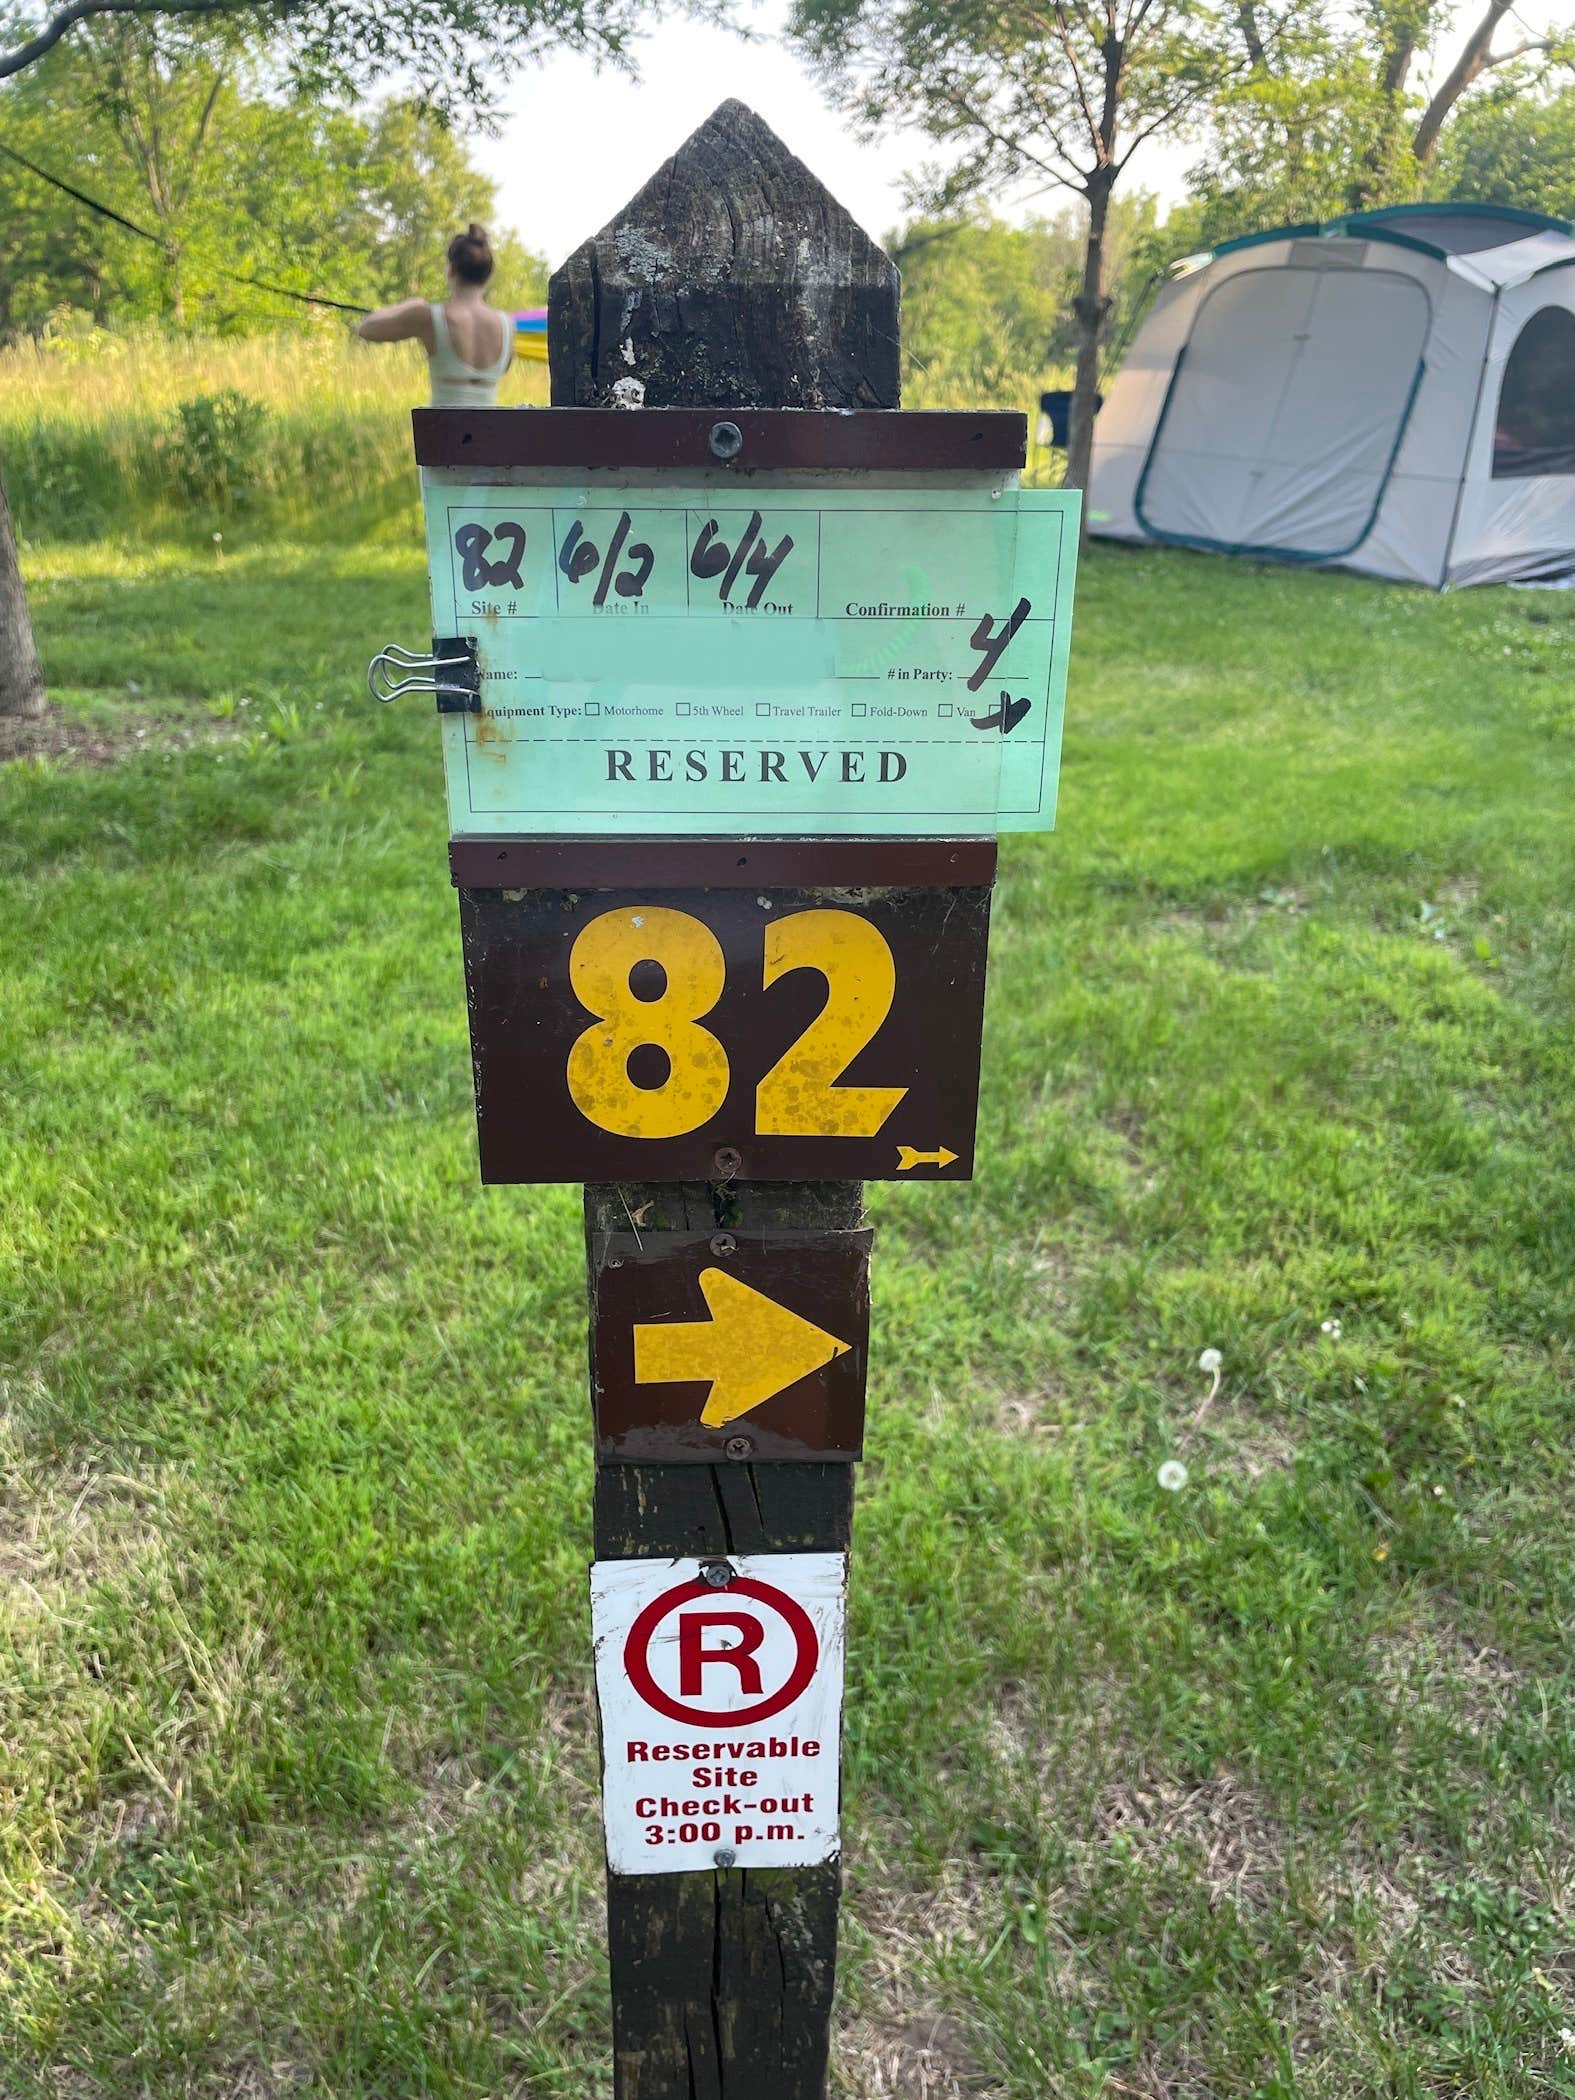 82 6/2 6/4
Site # Date In Date Out Confirmation #
4
Name: # in Party:
Equipment Type: Motorhome 5th Wheel Travel Trailer Fold-Down Van
RESERVED
82
R
Reservable
Site
Check-out
3:00 p.m.